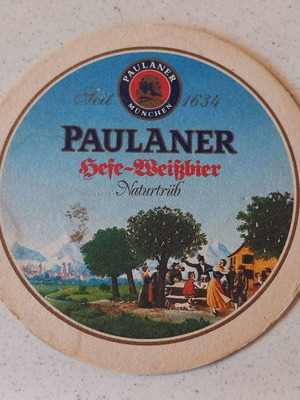 PAULANER
MÜNCHEN
Seit 1634
PAULANER
Hefe-Weißbier
Naturtrüb